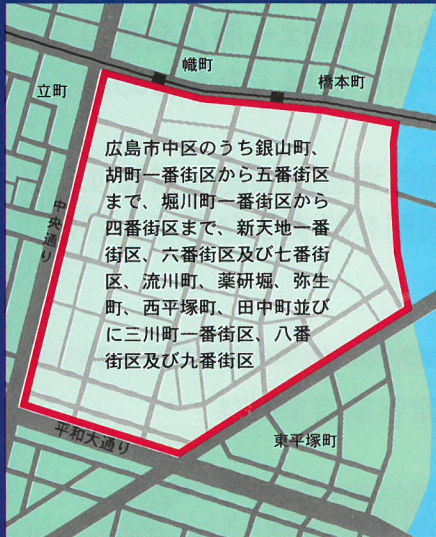 幟町
橋本町
立町
広島市中区のうち銀山町、
胡町一番街区から五番街区
まで、堀川町一番街区から
四番街区まで、新天地一番
街区、六番街区及び七番街
区、流川町、薬研堀、弥生
町、西平塚町、田中町並び
に三川町一番街区、八番
街区及び九番街区
中央通り
平和大通り
東平塚町